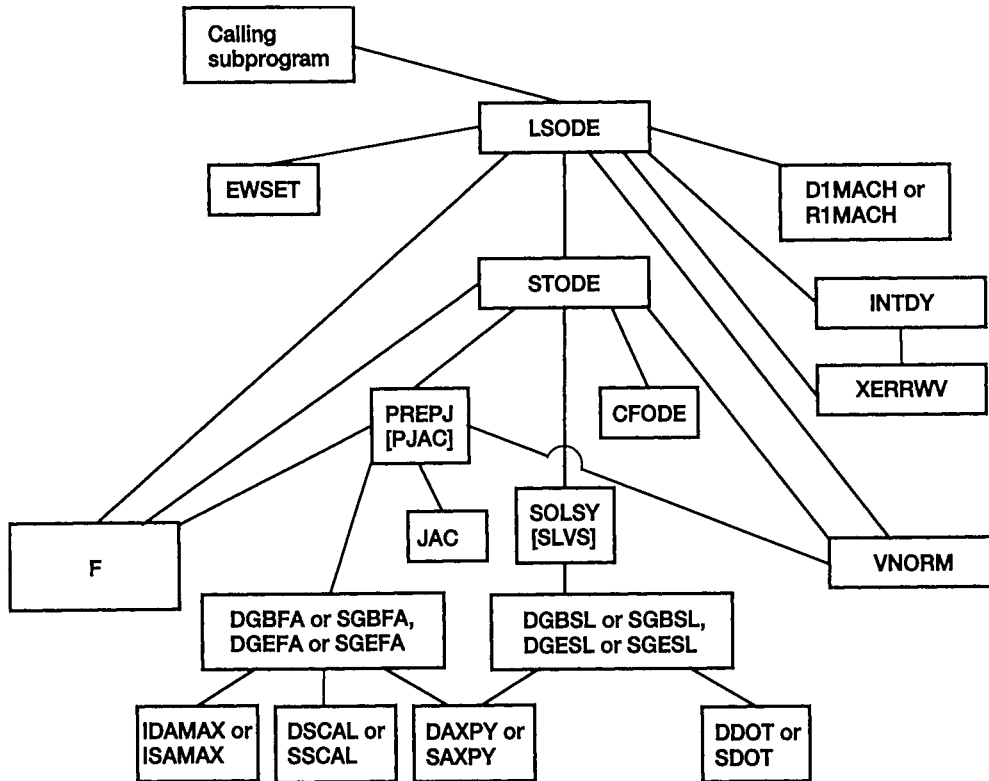 Calling
subprogram
LSODE
EWSET
D1MACH or
R1MACH
STODE
INTDY
XERRWV
PREPJ
[PJAC]
CFODE
SOLSY
[SLVS]
JAC
F
VNORM
DGBFA or SGBFA,
DGEFA or SGEFA
DGBSL or SGBSL,
DGESL or SGESL
IDAMAX or
ISAMAX
DSCAL or
SSCAL
DAXPY or
SAXPY
DDOT or
SDOT